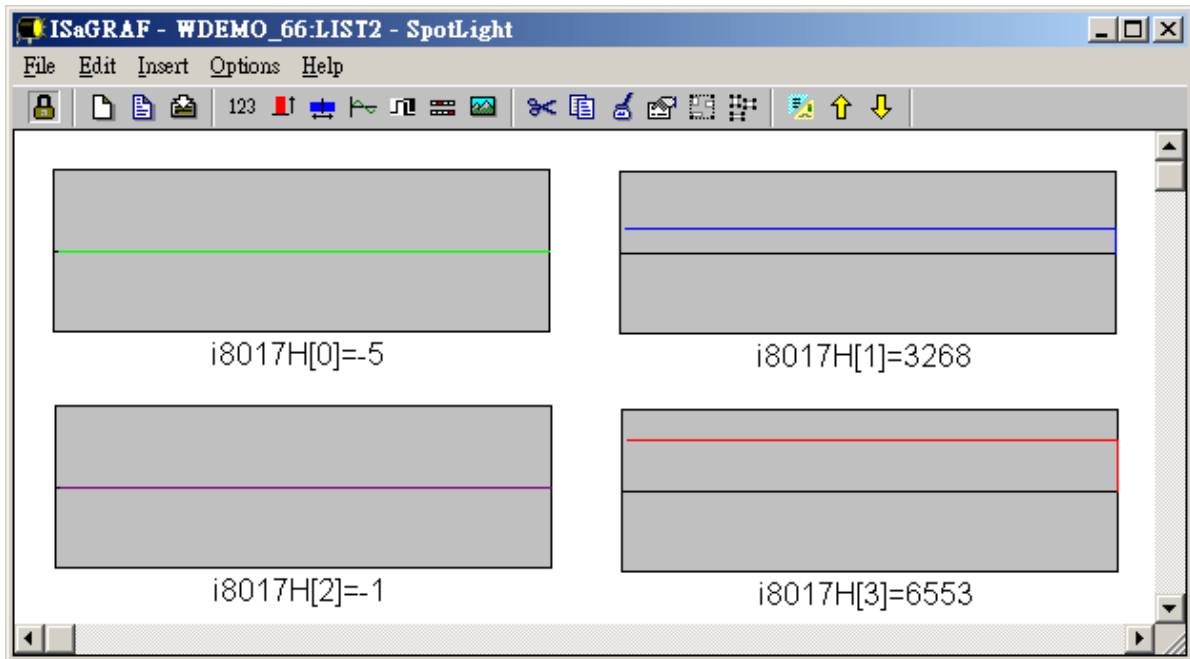 ISaGRAF - WDEMO_66:LIST2 - SpotLight
File Edit Insert Options Help
123
i8017H[0]=-5
i8017H[1]=3268
i8017H[2]=-1
i8017H[3]=6553